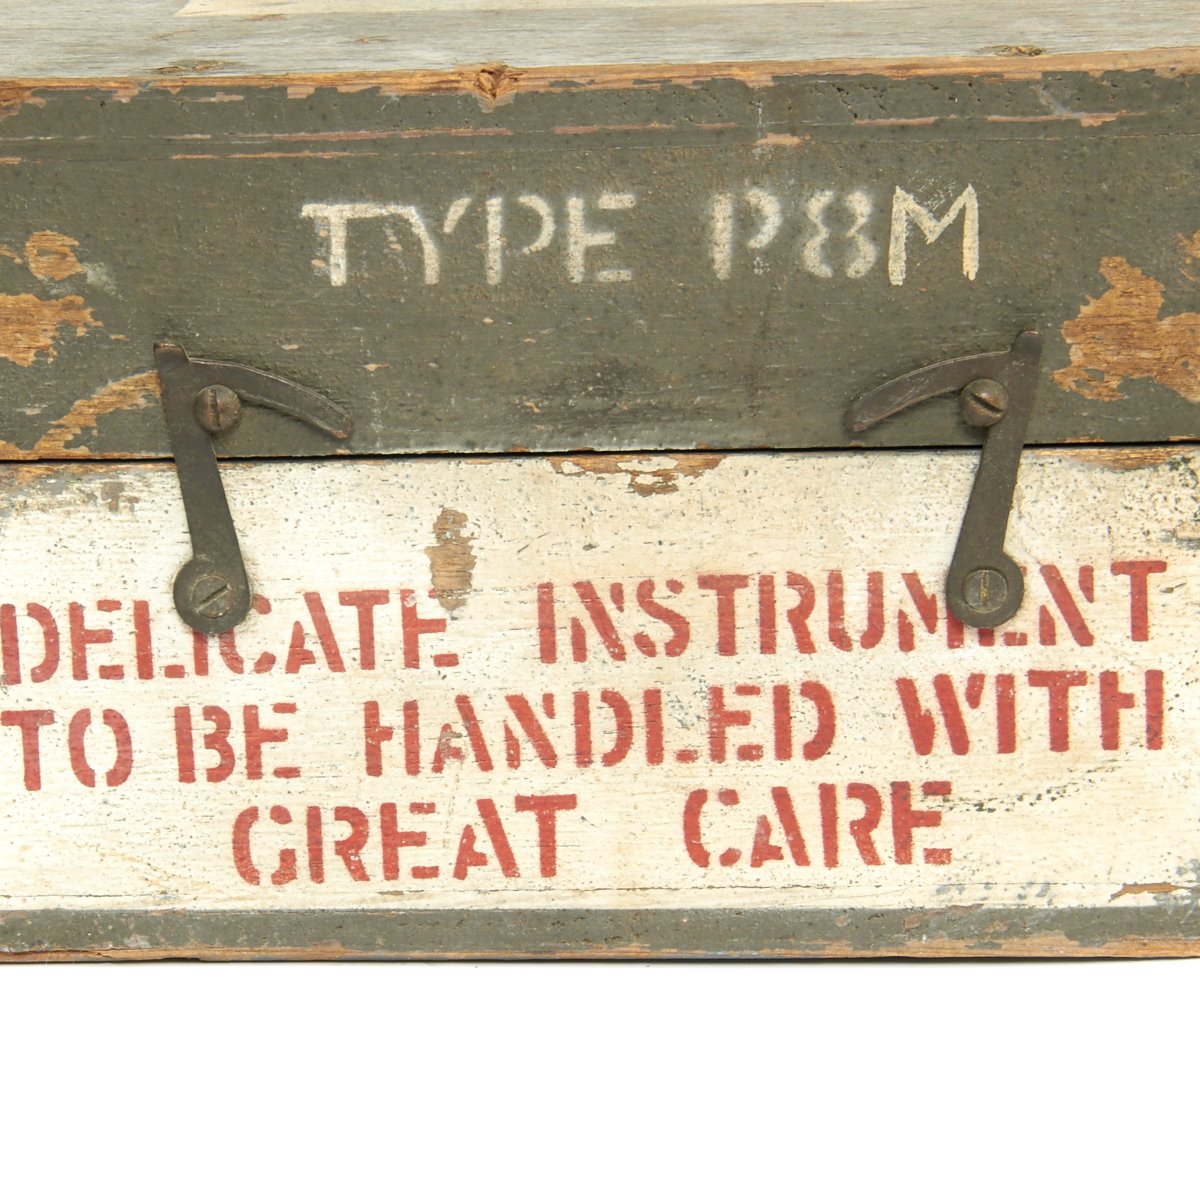 TYPE P8M
DELICATE INSTRUMENT
TO BE HANDLED WITH
GREAT CARE